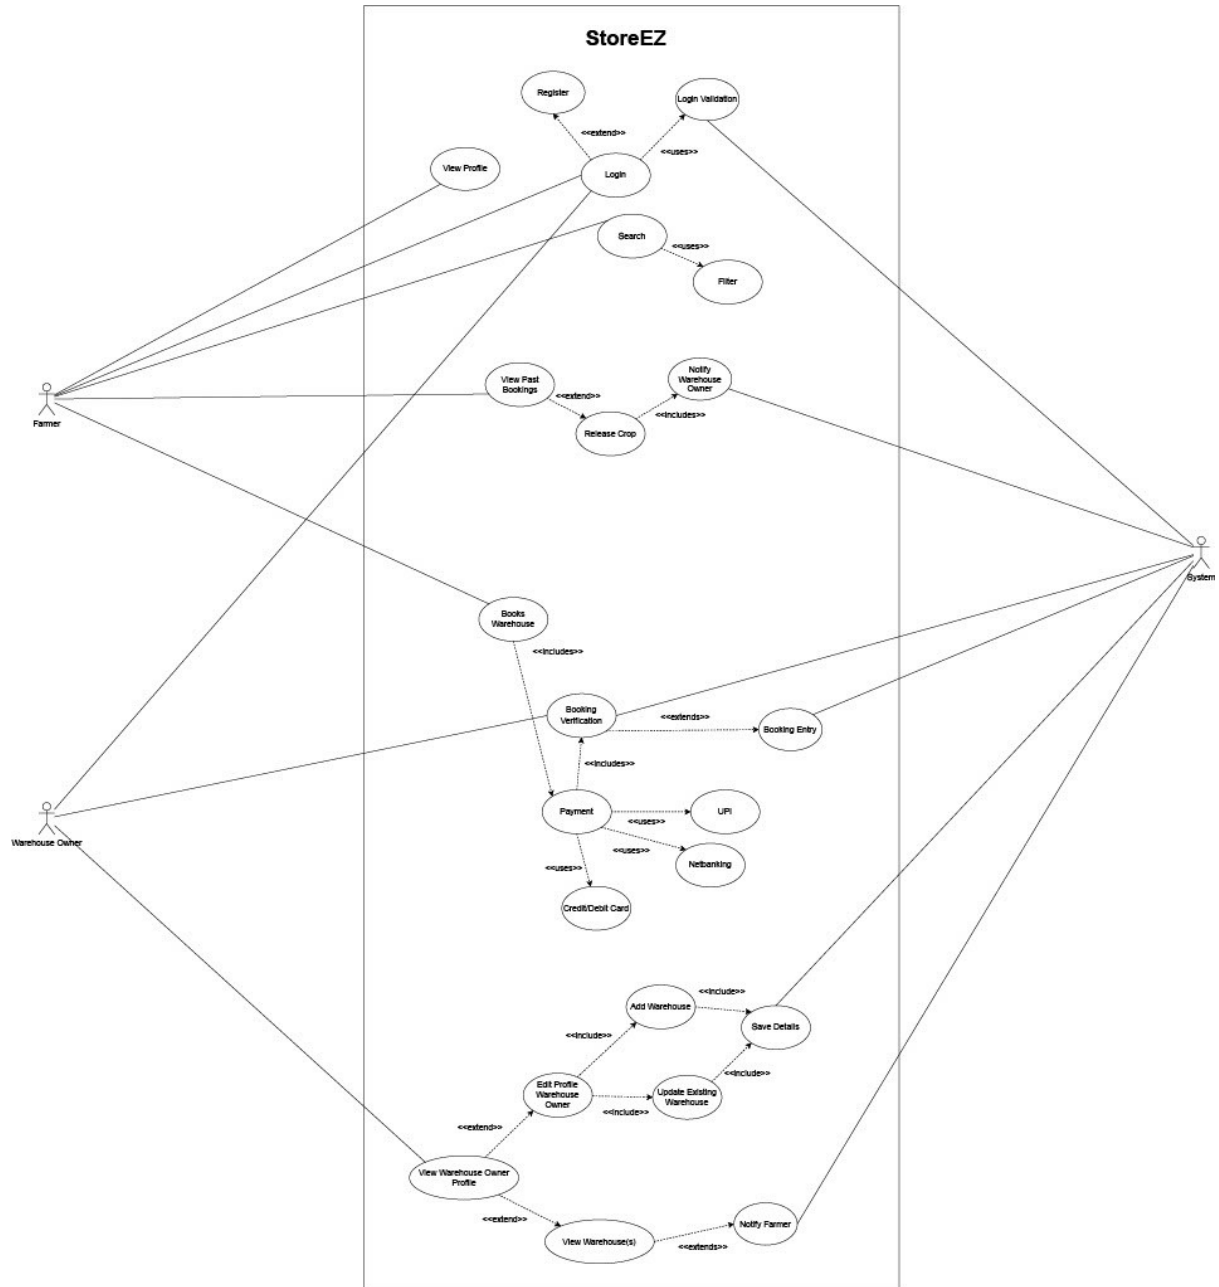 StoreEZ
Register
Login Validation
<<extend>>
<<uses>>
View Profile
Login
Search
<<uses>>
Filter
View Past
Bookings
<<extend>>
Notify
Warehouse
Owner
<<includes>>
Release Crop
Farmer
System
Books
Warehouse
<<includes>>
Booking
Verification
<<extends>>
Booking Entry
<<includes>>
Payment
UPI
<<uses>>
<<uses>>
Netbanking
<<uses>>
Credit/Debit Card
Warehouse Owner
Add Warehouse
<<include>>
Save Details
<<include>>
<<include>>
Edit Profile
Warehouse
Owner
Update Existing
Warehouse
<<include>>
<<extend>>
View Warehouse Owner
Profile
<<extend>>
Notify Farmer
View Warehouse(s)
<<extends>>